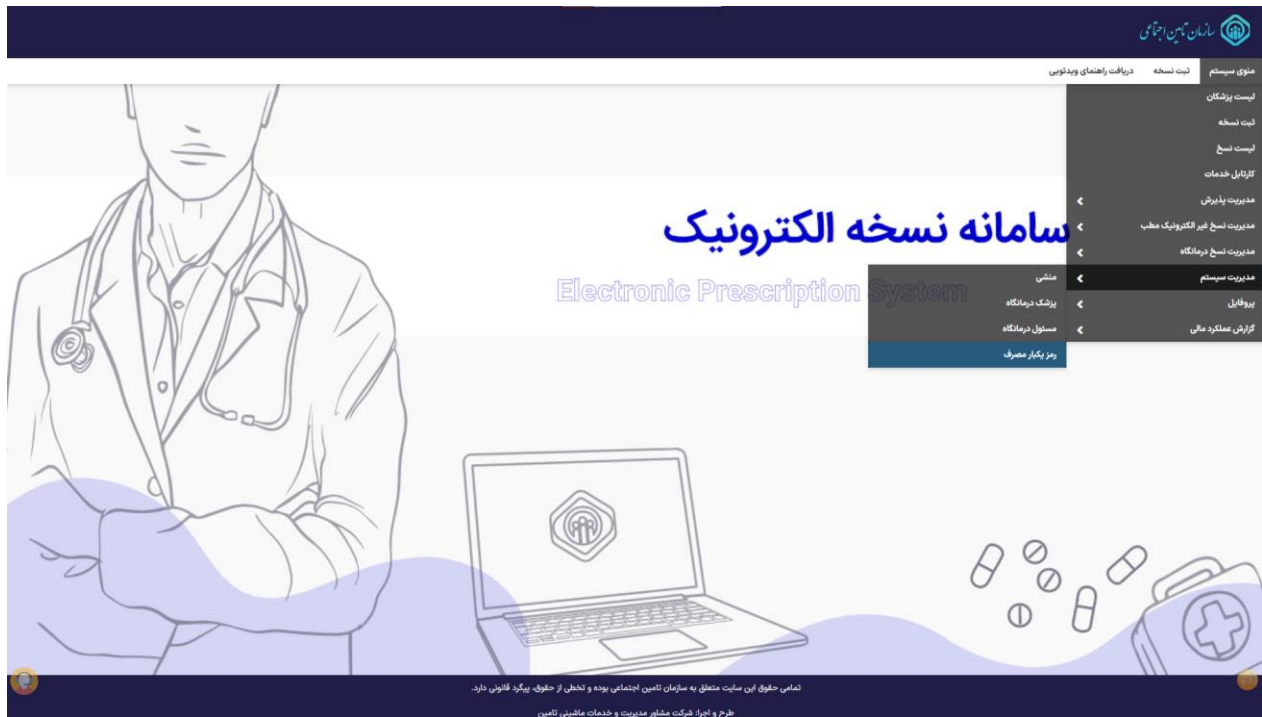 سازمان تامین اجتماعی
منوی سیستم ثبت نسخه دریافت راهنمای ویدئویی
لیست پزشکان
ثبت نسخه
لیست نسخ
کارتابل خدمات
مدیریت پذیرش
مدیریت نسخ غیر الکترونیک مطب
مدیریت نسخ درمانگاه
مدیریت سیستم
پروفایل
گزارش عملکرد مالی
منشی
پزشک درمانگاه
مسئول درمانگاه
رمز یکبار مصرف
سامانه نسخه الکترونیک
Electronic Prescription System
تمامی حقوق این سایت متعلق به سازمان تامین اجتماعی بوده و تخطی از حقوق، پیگرد قانونی دارد.
طرح و اجرا: شرکت مشاور مدیریت و خدمات ماشینی تامین